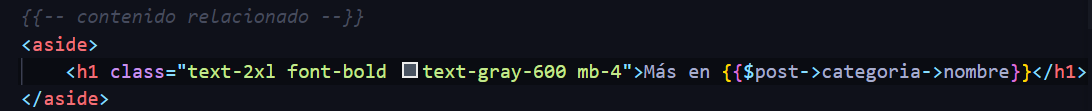 {{-- contenido relacionado --}}
<aside>
<h1 class="text-2xl font-bold text-gray-600 mb-4">Más en {{$post->categoria->nombre}}</h1>
</aside>